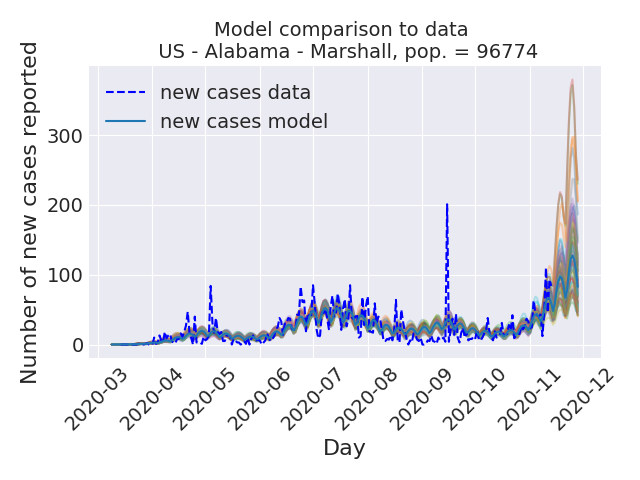 Model comparison to data
US - Alabama - Marshall, pop. = 96774
Number of new cases reported
new cases data
new cases model
300
200
100
0
2020-03
2020-04
2020-05
2020-06
2020-07
2020-08
2020-09
2020-10
2020-11
2020-12
Day